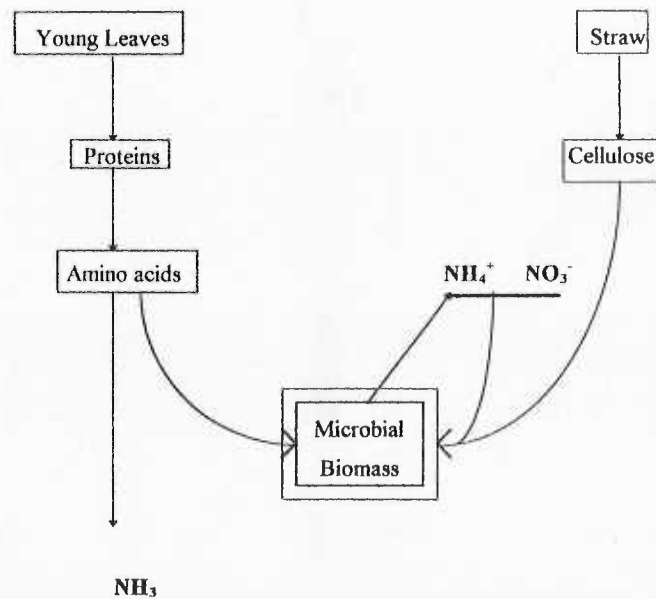 Young Leaves
Straw
Proteins
Cellulose
Amino acids
NH₄⁺ NO₃⁻
Microbial
Biomass
NH₃